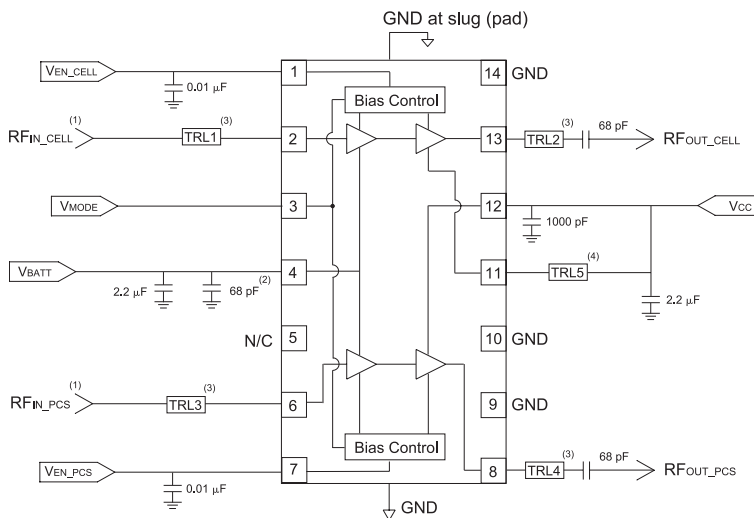 GND at slug (pad)
VEN_CELL
0.01 µF
1
14
GND
Bias Control
(1)
RFIN_CELL
(3)
TRL1
2
13
(3)
TRL2
68 pF
RFOUT_CELL
VMODE
3
12
1000 pF
VCC
VBATT
2.2 µF
68 pF
(2)
4
11
(4)
TRL5
2.2 µF
N/C
5
10
GND
(1)
RFIN_PCS
(3)
TRL3
6
9
GND
Bias Control
VEN_PCS
0.01 µF
7
8
(3)
TRL4
68 pF
RFOUT_PCS
GND